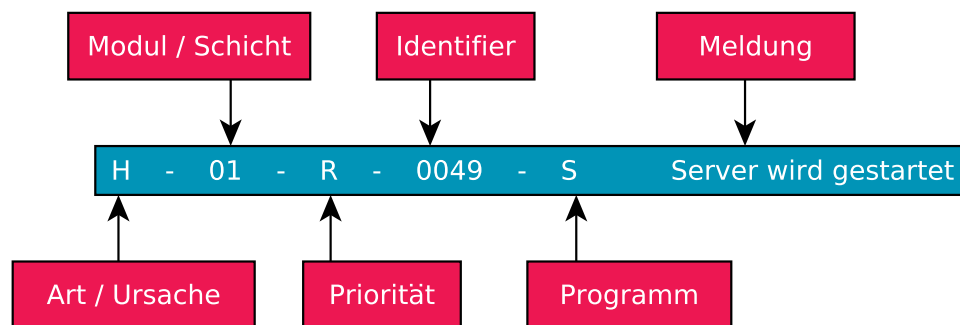 Modul / Schicht Identifier Meldung
H - 01 - R - 0049 - S Server wird gestartet
Art / Ursache Priorität Programm